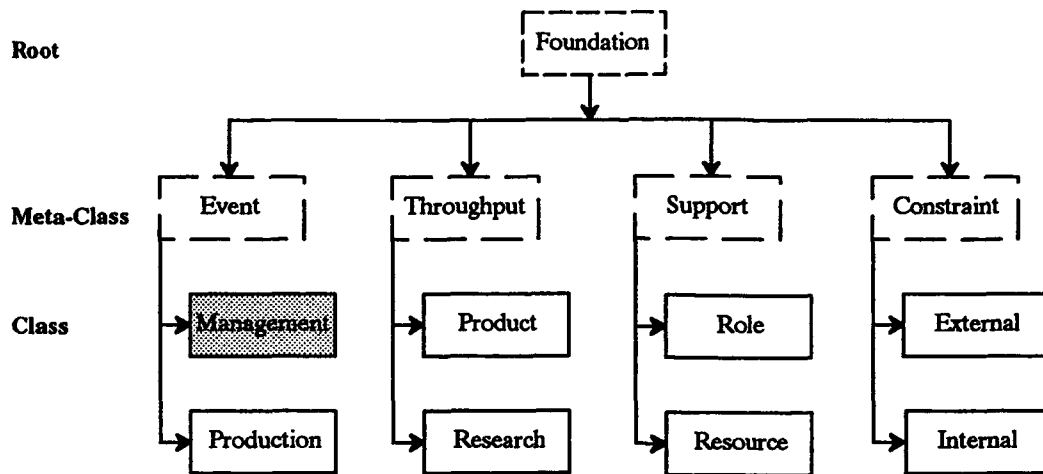 Root
Foundation
Meta-Class
Event
Throughput
Support
Constraint
Class
Management
Product
Role
External
Production
Research
Resource
Internal